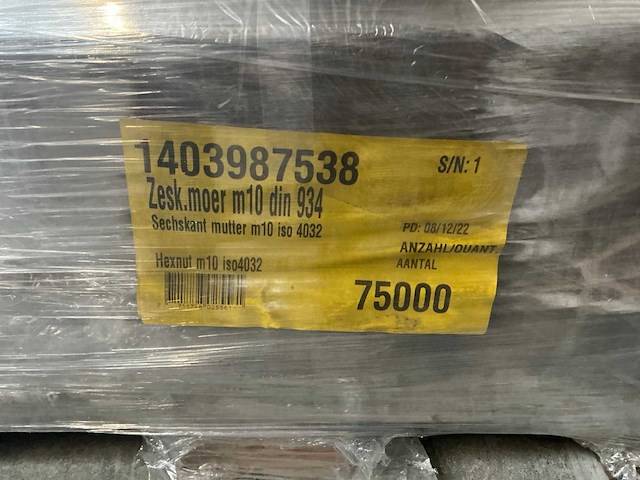 1403987538
S/N: 1
Zesk.moer m10 din 934
Sechskant mutter m10 iso 4032
PD: 08/12/22
ANZAHL/QUANT
AANTAL
Hexnut m10 iso4032
75000